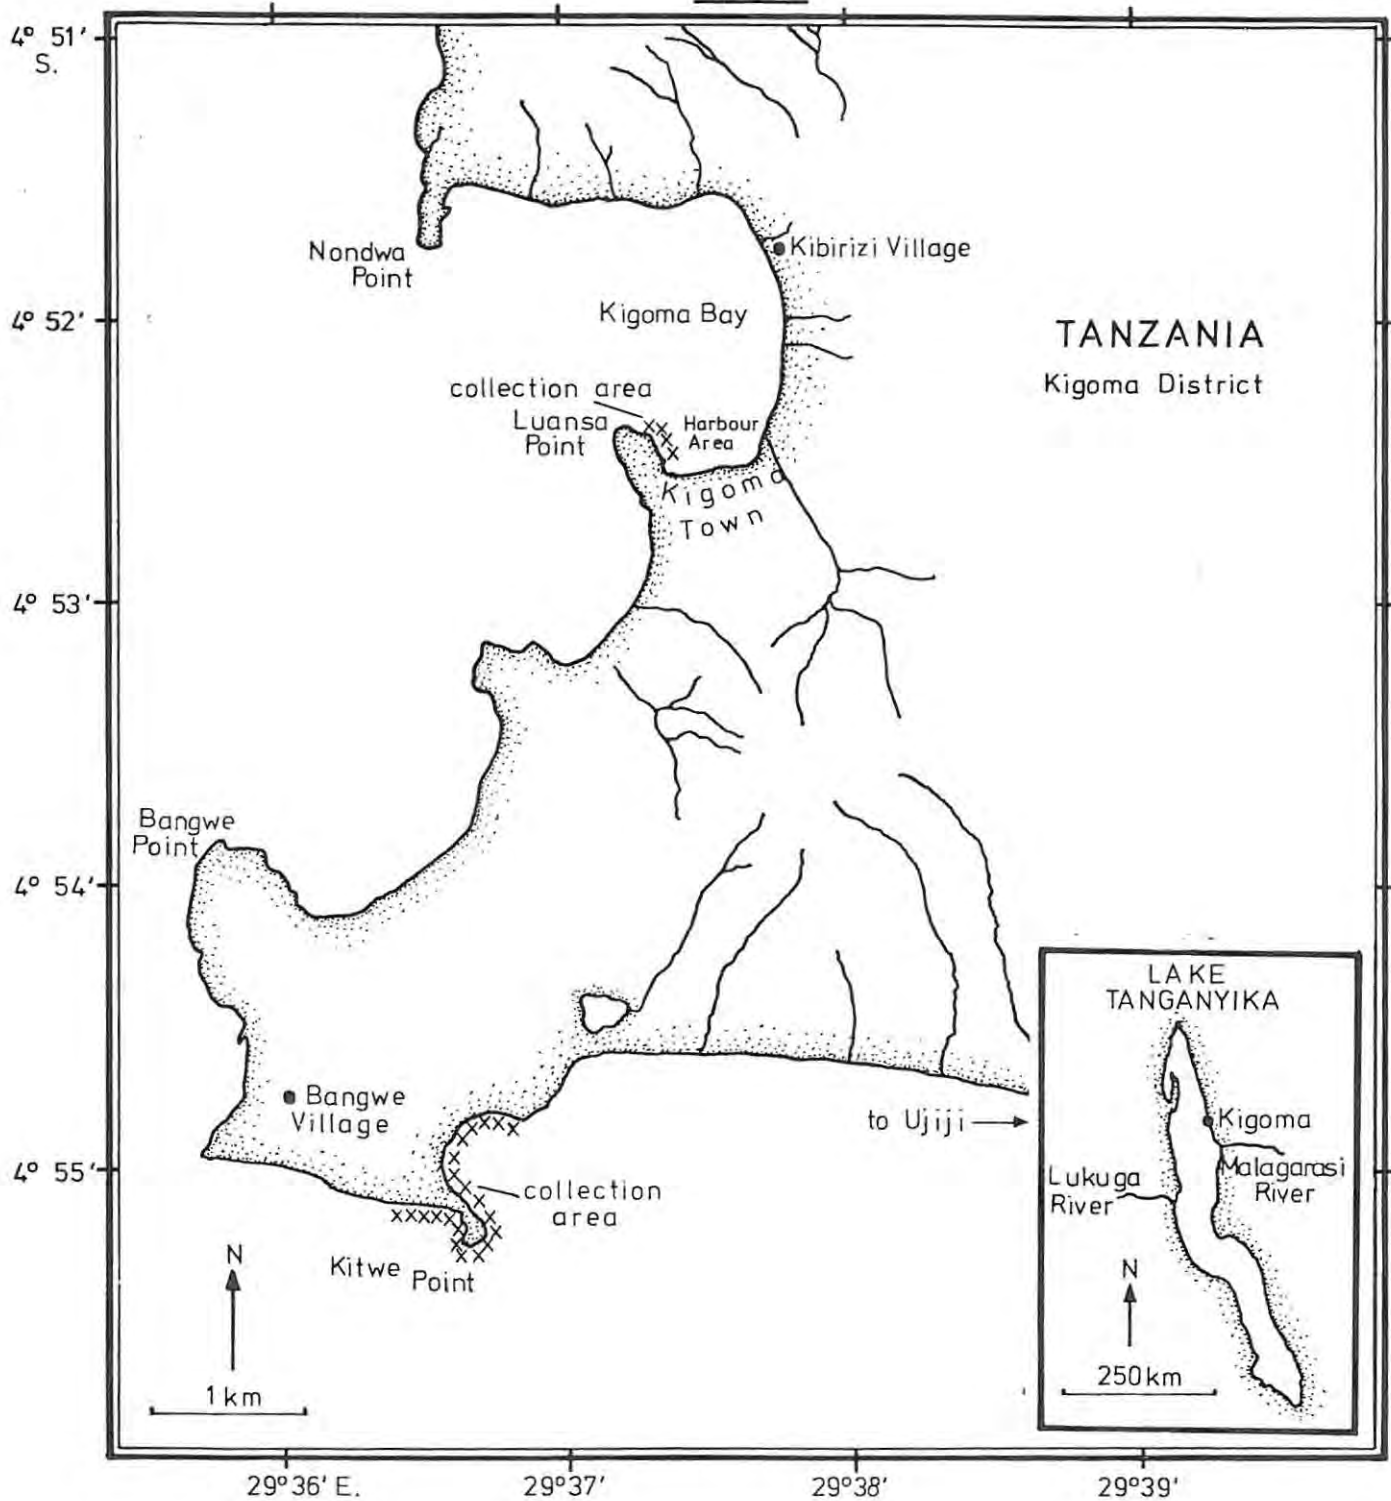 4° 51'
S.
Nondwa
Point
Kibirizi Village
Kigoma Bay
4° 52'
TANZANIA
Kigoma District
collection area
Luansa
Point
Harbour
Area
Kigoma
Town
4° 53'
Bangwe
Point
4° 54'
LAKE
TANGANYIKA
Bangwe
Village
to Ujiji
Kigoma
4° 55'
Malagarasi
River
Lukuga
River
collection
area
N
Kitwe Point
N
1 km
250 km
29°36' E.
29°37'
29°38'
29°39'